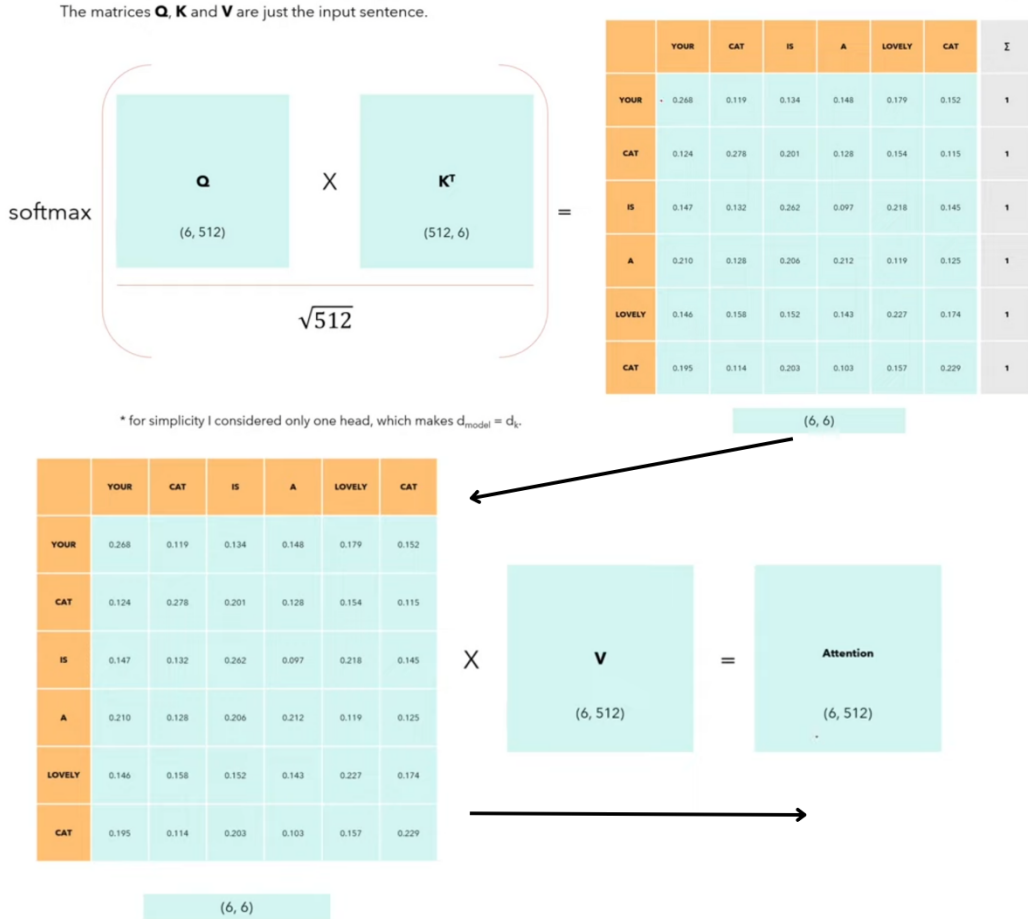 The matrices Q, K and V are just the input sentence.
YOUR CAT IS A LOVELY CAT Σ
YOUR 0.268 0.119 0.134 0.148 0.179 0.152 1
CAT 0.124 0.278 0.201 0.128 0.154 0.115 1
IS 0.147 0.132 0.262 0.097 0.218 0.145 1
A 0.210 0.128 0.206 0.212 0.119 0.125 1
LOVELY 0.146 0.158 0.152 0.143 0.227 0.174 1
CAT 0.195 0.114 0.203 0.103 0.157 0.229 1
(6, 6)
Q X Kᵀ
softmax =
(6, 512) (512, 6)
√512
* for simplicity I considered only one head, which makes d_model = d_k.
YOUR CAT IS A LOVELY CAT
YOUR 0.268 0.119 0.134 0.148 0.179 0.152
CAT 0.124 0.278 0.201 0.128 0.154 0.115
IS 0.147 0.132 0.262 0.097 0.218 0.145
A 0.210 0.128 0.206 0.212 0.119 0.125
LOVELY 0.146 0.158 0.152 0.143 0.227 0.174
CAT 0.195 0.114 0.203 0.103 0.157 0.229
(6, 6)
X V = Attention
(6, 512) (6, 512)